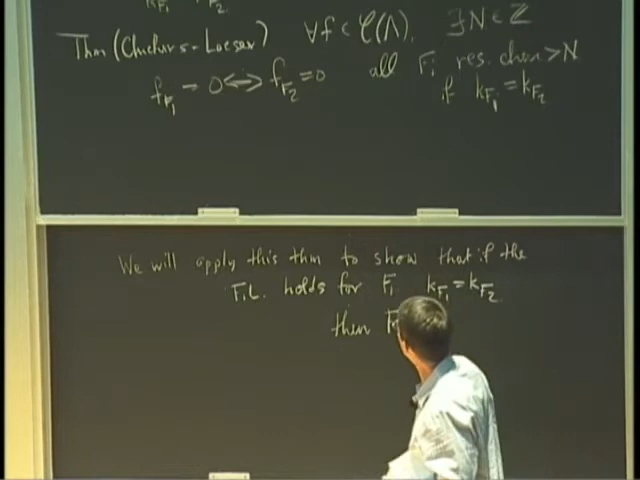 Thm (Cluckers-Loeser) ∀f ∈ C(Λ), ∃N ∈ Z
f_{F_1} = 0 ⟺ f_{F_2} = 0 all F_i res. char > N
if k_{F_1} = k_{F_2}
We will apply this thm to show that if the
F.L. holds for F_1 k_{F_1} = k_{F_2}
then F